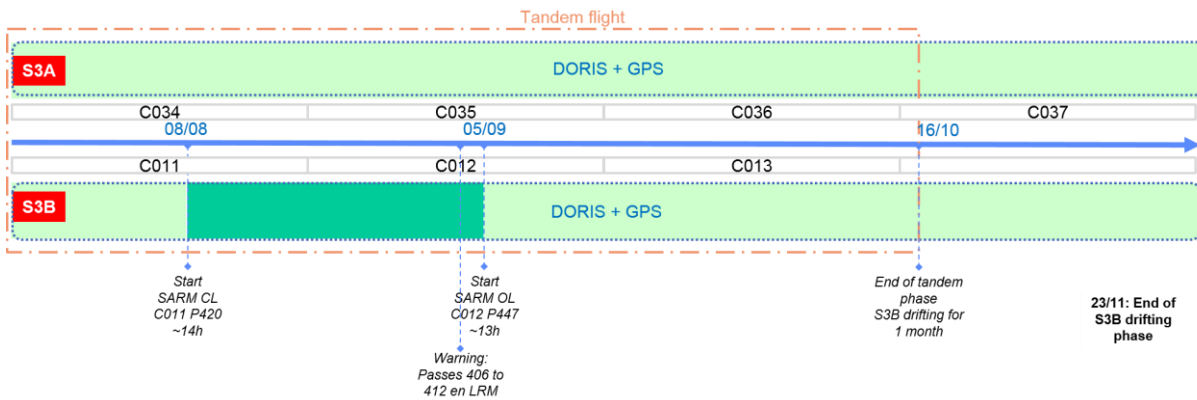 Tandem flight
S3A
DORIS + GPS
C034
C035
C036
C037
08/08
05/09
16/10
C011
C012
C013
S3B
DORIS + GPS
Start
SARM CL
C011 P420
~14h
Start
SARM OL
C012 P447
~13h
Warning:
Passes 406 to
412 en LRM
End of tandem
phase
S3B drifting for
1 month
23/11: End of
S3B drifting
phase